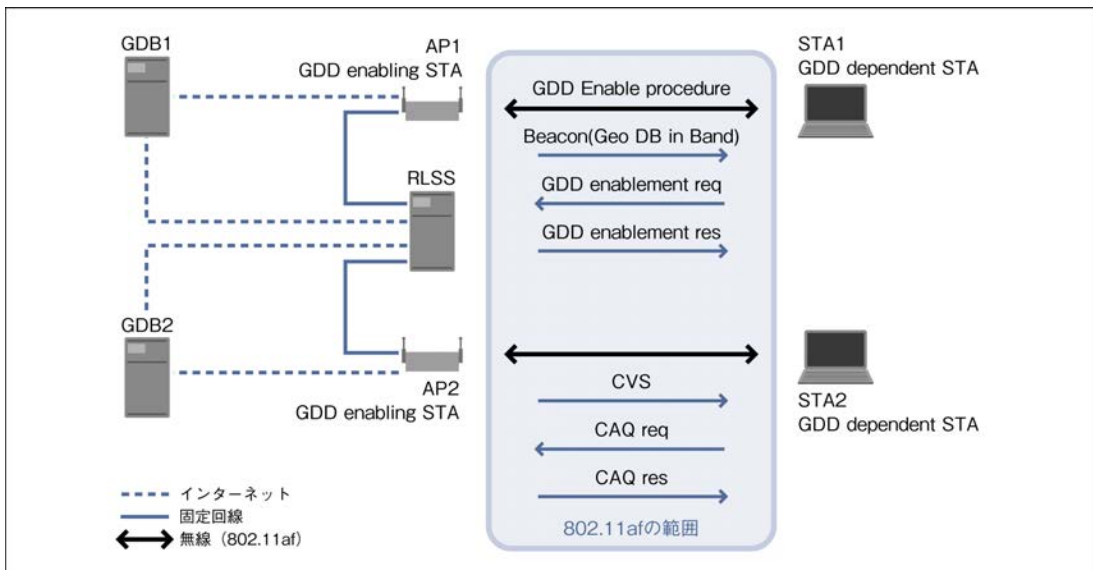 GDB1
AP1
GDD enabling STA
STA1
GDD dependent STA
GDD Enable procedure
Beacon(Geo DB in Band)
GDD enablement req
GDD enablement res
RLSS
GDB2
AP2
GDD enabling STA
CVS
CAQ req
CAQ res
STA2
GDD dependent STA
インターネット
固定回線
無線（802.11af）
802.11afの範囲